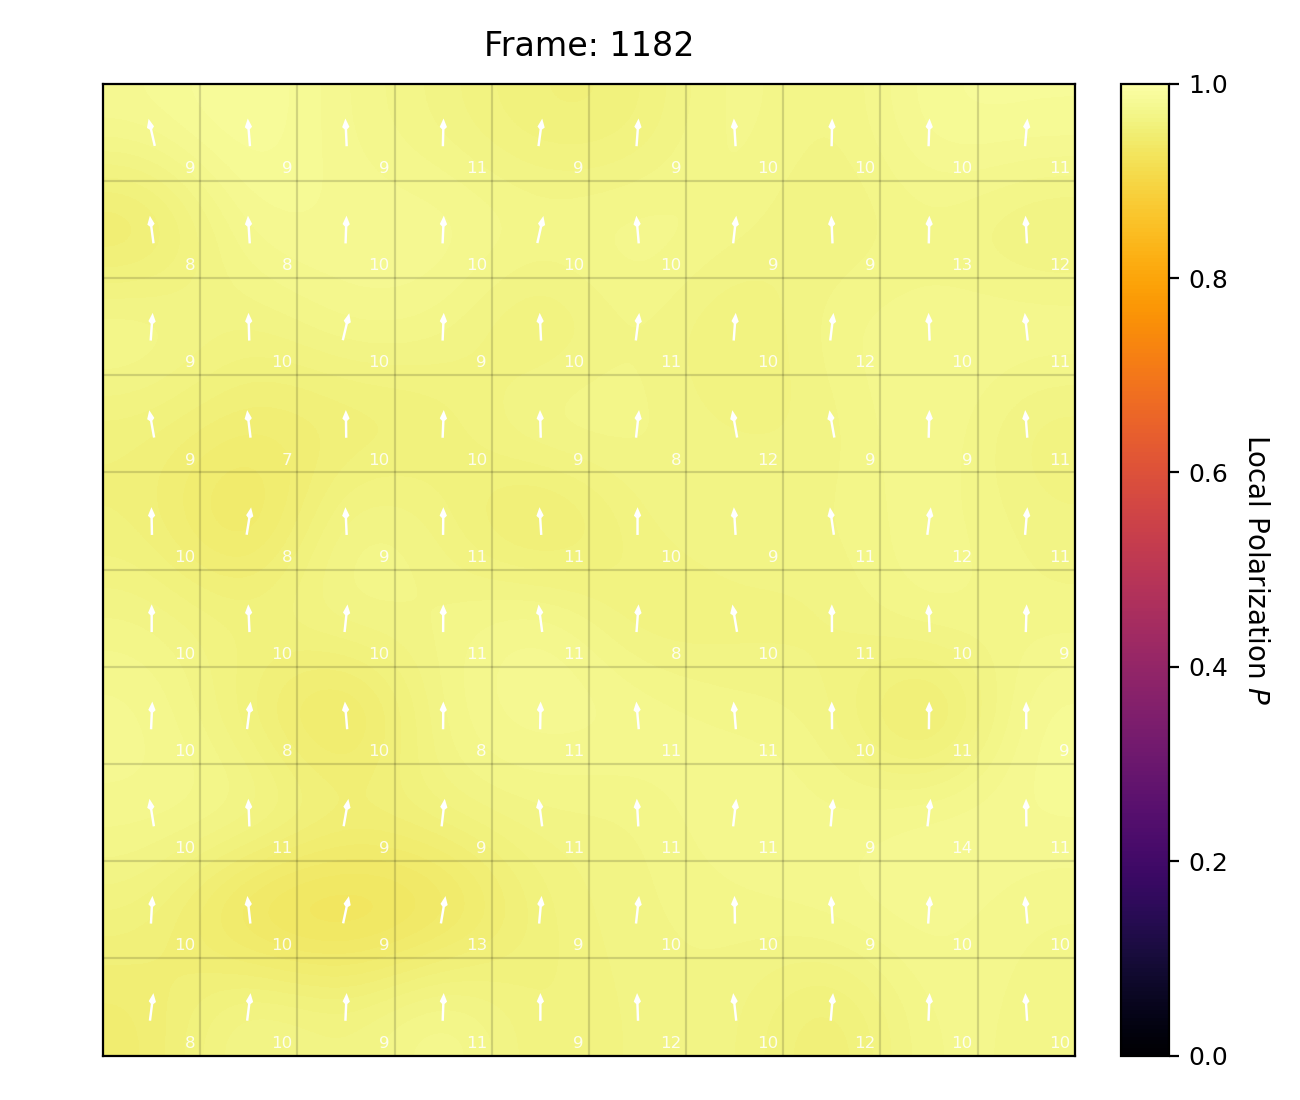 Frame: 1182
9 9 9 11 9 9 10 10 10 11
8 8 10 10 10 10 9 9 13 12
9 10 10 9 10 11 10 12 10 11
9 7 10 10 9 8 12 9 9 11
10 8 9 11 11 10 9 11 12 11
10 10 10 11 11 8 10 11 10 9
10 8 10 8 11 11 11 10 11 9
10 11 9 9 11 11 11 9 14 11
10 10 9 13 9 10 10 9 10 10
8 10 9 11 9 12 10 12 10 10
1.0
0.8
0.6
0.4
0.2
0.0
Local Polarization P